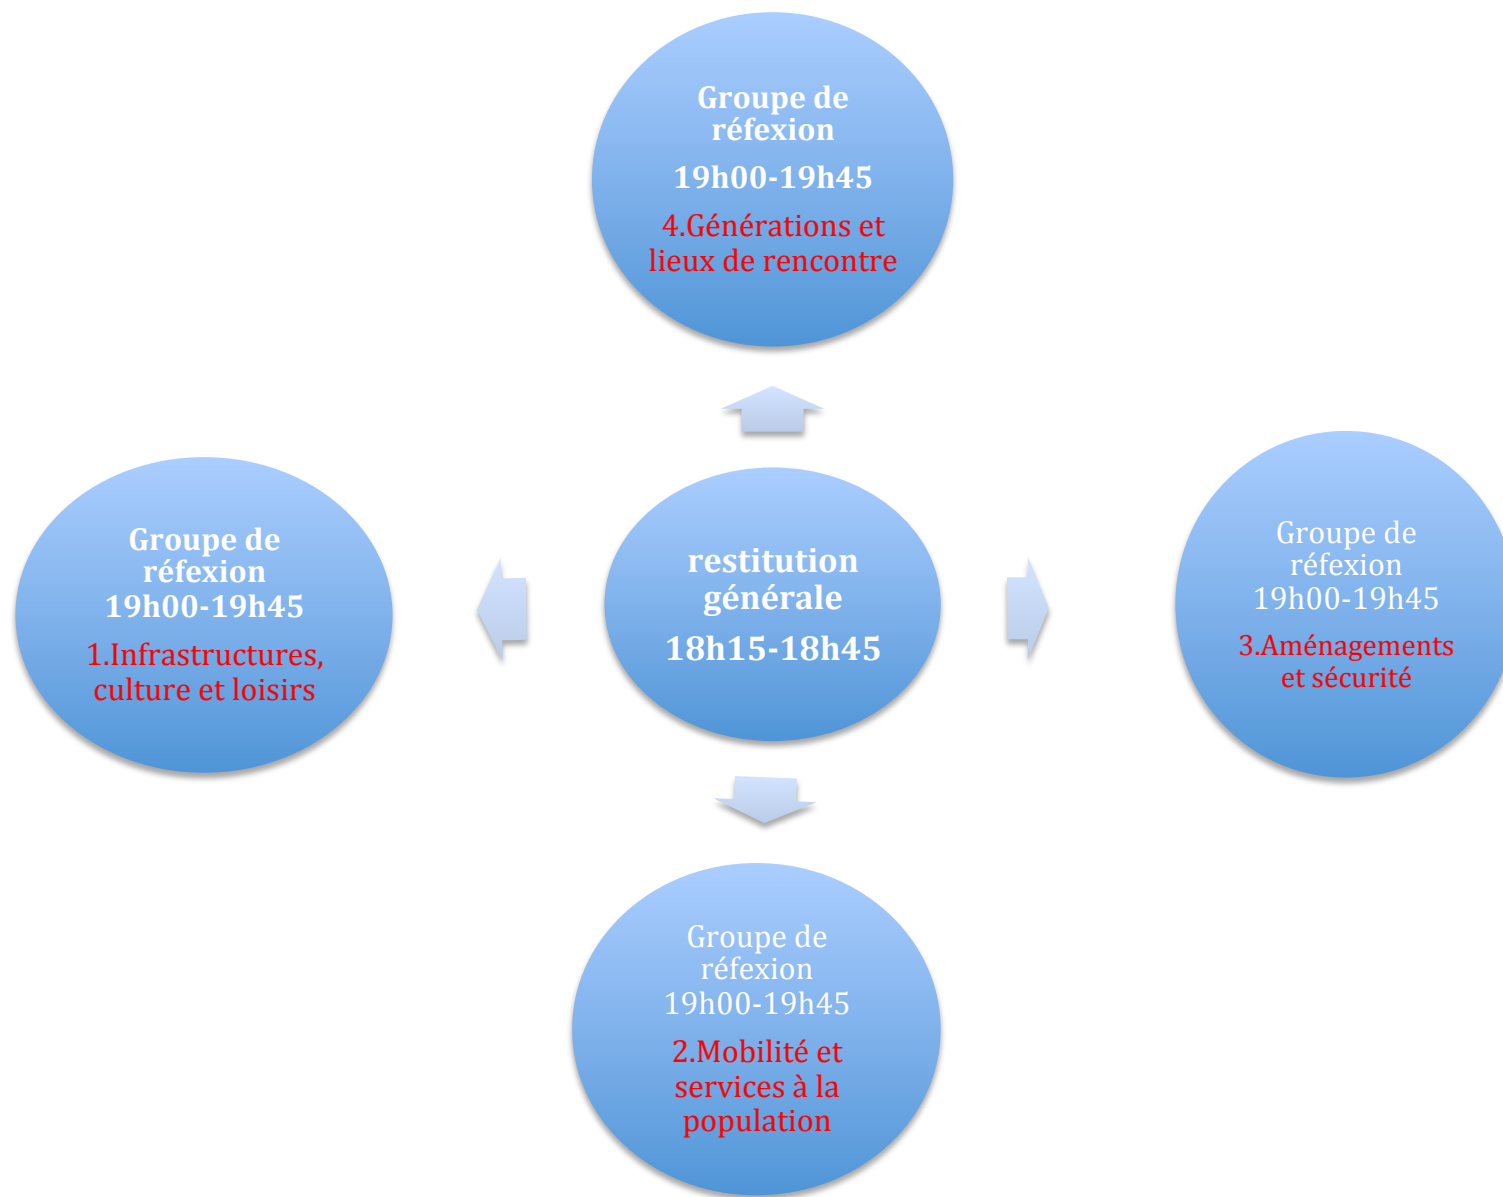 Groupe de
réfexion
19h00-19h45
4.Générations et
lieux de rencontre
Groupe de
réfexion
19h00-19h45
1.Infrastructures,
culture et loisirs
restitution
générale
18h15-18h45
Groupe de
réfexion
19h00-19h45
3.Aménagements
et sécurité
Groupe de
réfexion
19h00-19h45
2.Mobilité et
services à la
population